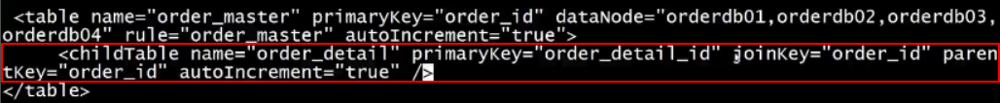 <table name="order_master" primaryKey="order_id" dataNode="orderdb01,orderdb02,orderdb03,
orderdb04" rule="order_master" autoIncrement="true">
<childTable name="order_detail" primaryKey="order_detail_id" joinKey="order_id" paren
tKey="order_id" autoIncrement="true" />
</table>